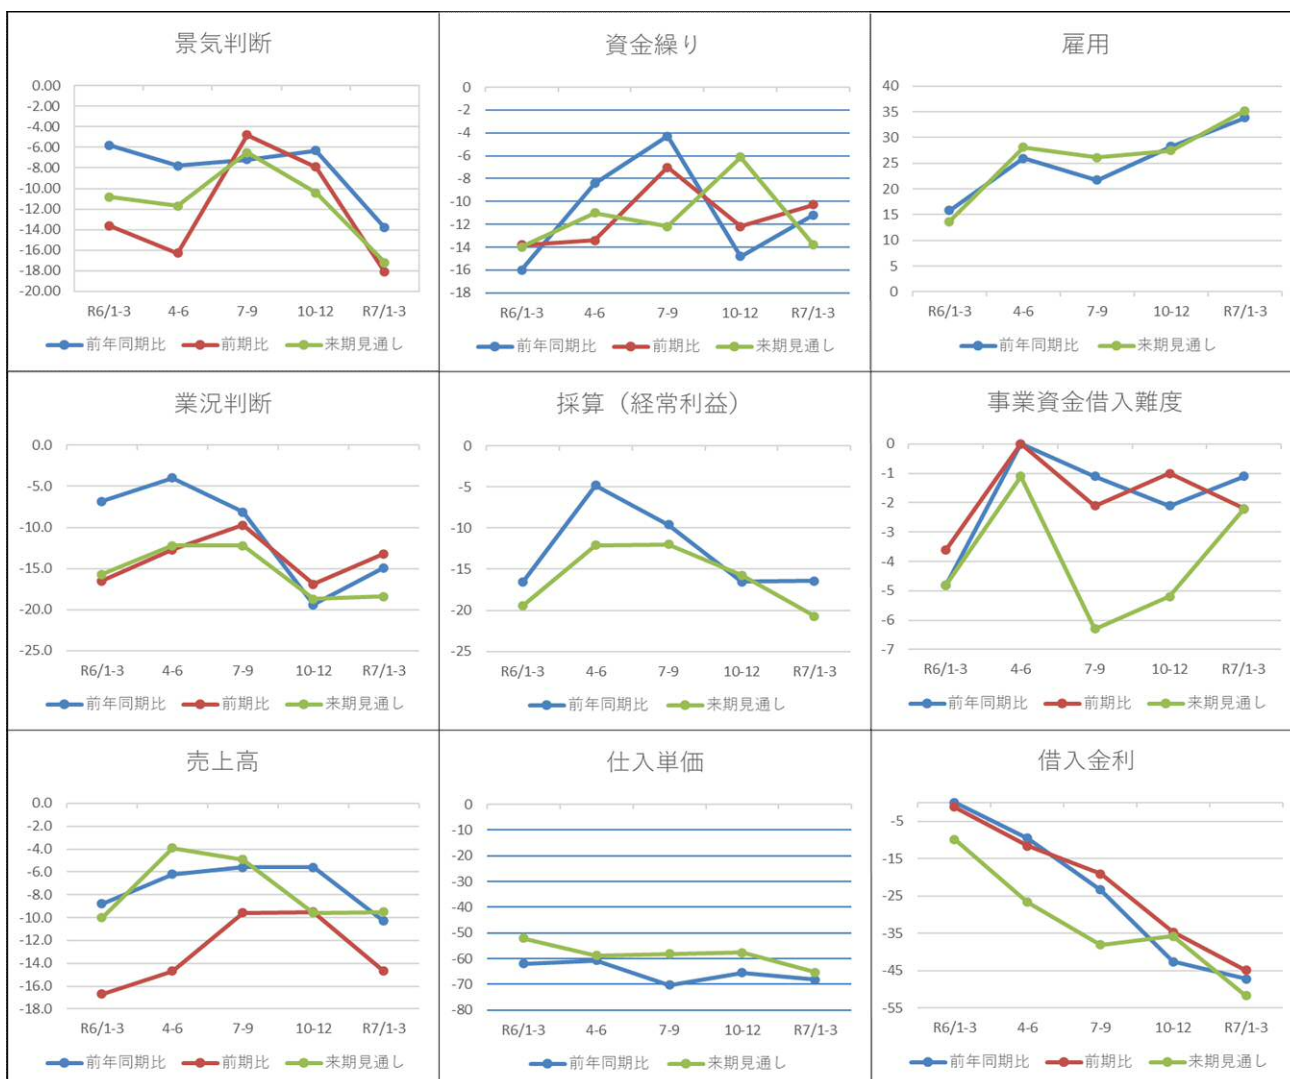 景気判断
0.00
-2.00
-4.00
-6.00
-8.00
-10.00
-12.00
-14.00
-16.00
-18.00
-20.00
R6/1-3 4-6 7-9 10-12 R7/1-3
前年同期比 前期比 来期見通し
資金繰り
0
-2
-4
-6
-8
-10
-12
-14
-16
-18
R6/1-3 4-6 7-9 10-12 R7/1-3
前年同期比 前期比 来期見通し
雇用
40
35
30
25
20
15
10
5
0
R6/1-3 4-6 7-9 10-12 R7/1-3
前年同期比 来期見通し
業況判断
0.0
-5.0
-10.0
-15.0
-20.0
-25.0
R6/1-3 4-6 7-9 10-12 R7/1-3
前年同期比 前期比 来期見通し
採算（経常利益）
0
-5
-10
-15
-20
-25
R6/1-3 4-6 7-9 10-12 R7/1-3
前年同期比 来期見通し
事業資金借入難度
0
-1
-2
-3
-4
-5
-6
-7
R6/1-3 4-6 7-9 10-12 R7/1-3
前年同期比 前期比 来期見通し
売上高
0.0
-2.0
-4.0
-6.0
-8.0
-10.0
-12.0
-14.0
-16.0
-18.0
R6/1-3 4-6 7-9 10-12 R7/1-3
前年同期比 前期比 来期見通し
仕入単価
0
-10
-20
-30
-40
-50
-60
-70
-80
R6/1-3 4-6 7-9 10-12 R7/1-3
前年同期比 来期見通し
借入金利
-5
-15
-25
-35
-45
-55
R6/1-3 4-6 7-9 10-12 R7/1-3
前年同期比 前期比 来期見通し